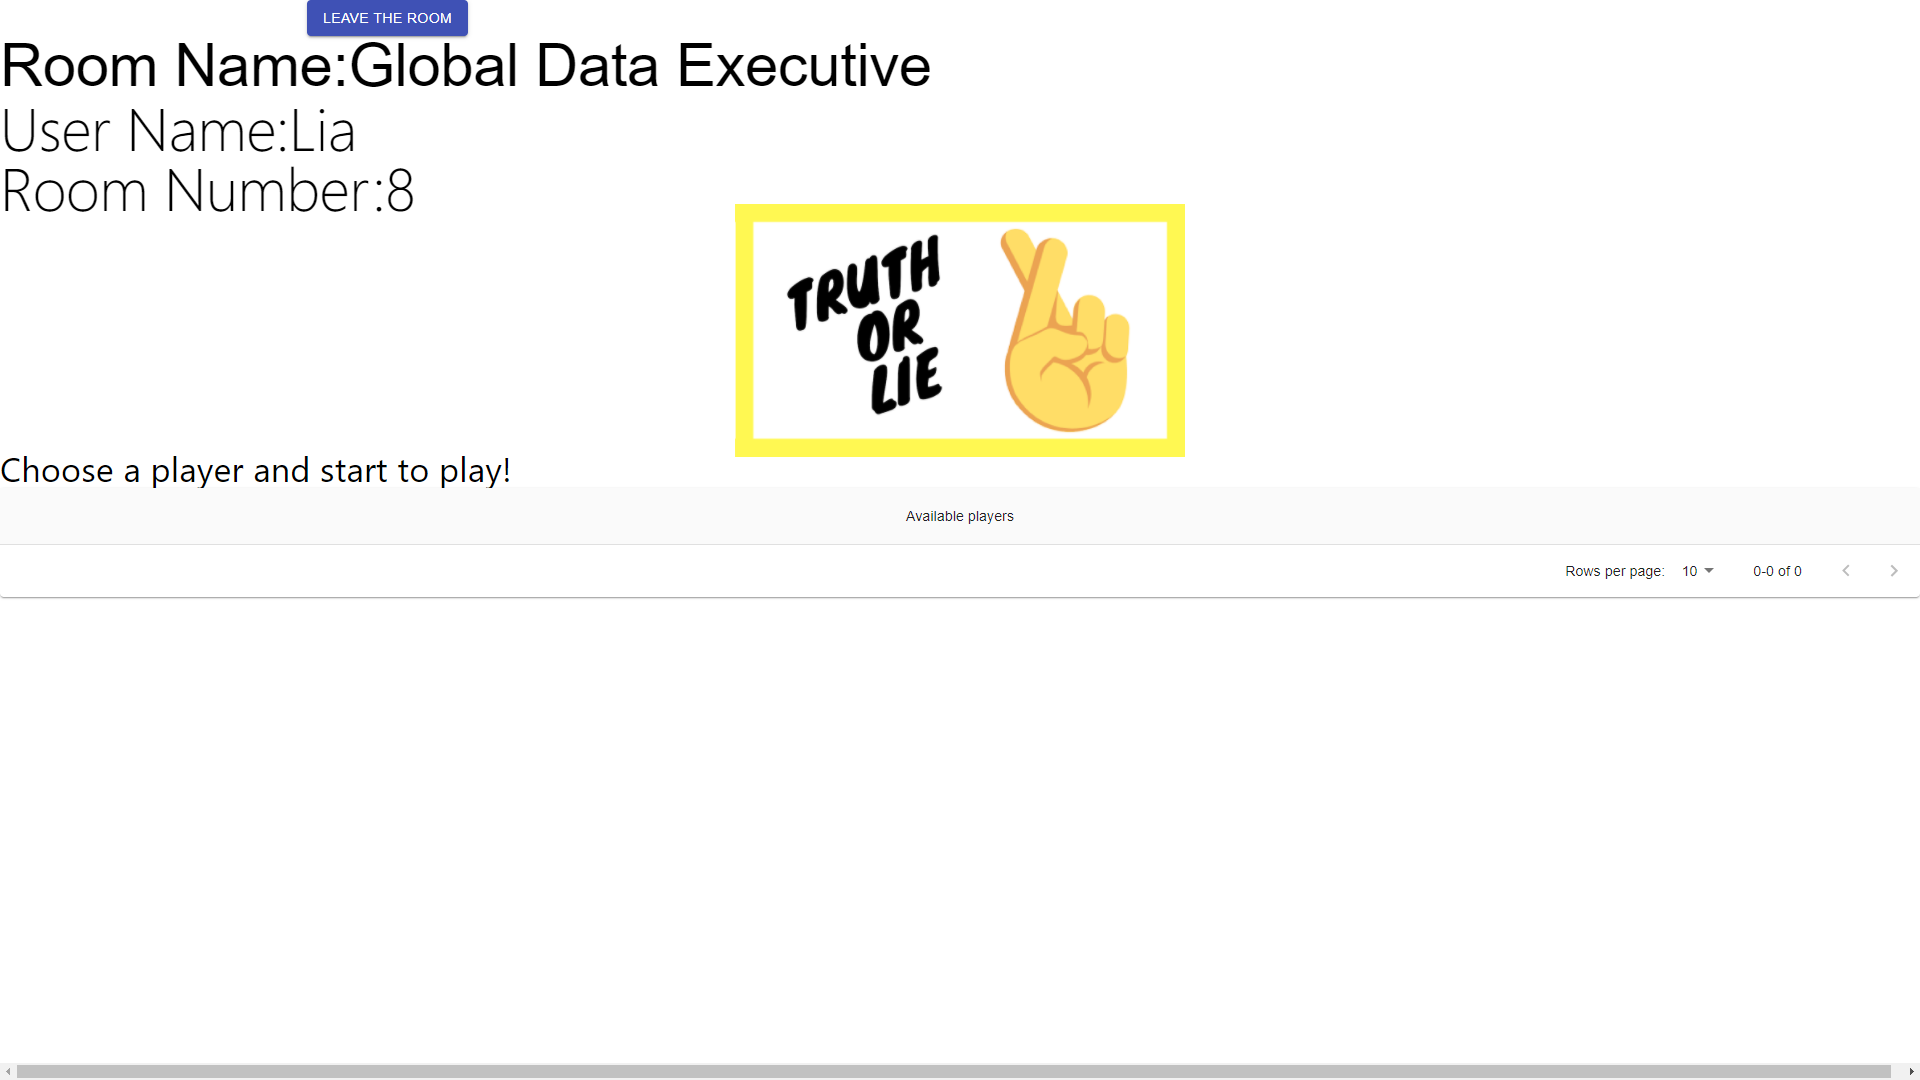 LEAVE THE ROOM
Room Name:Global Data Executive
User Name:Lia
Room Number:8
TRUTH
OR
LIE
Choose a player and start to play!
Available players
Rows per page: 10 0-0 of 0